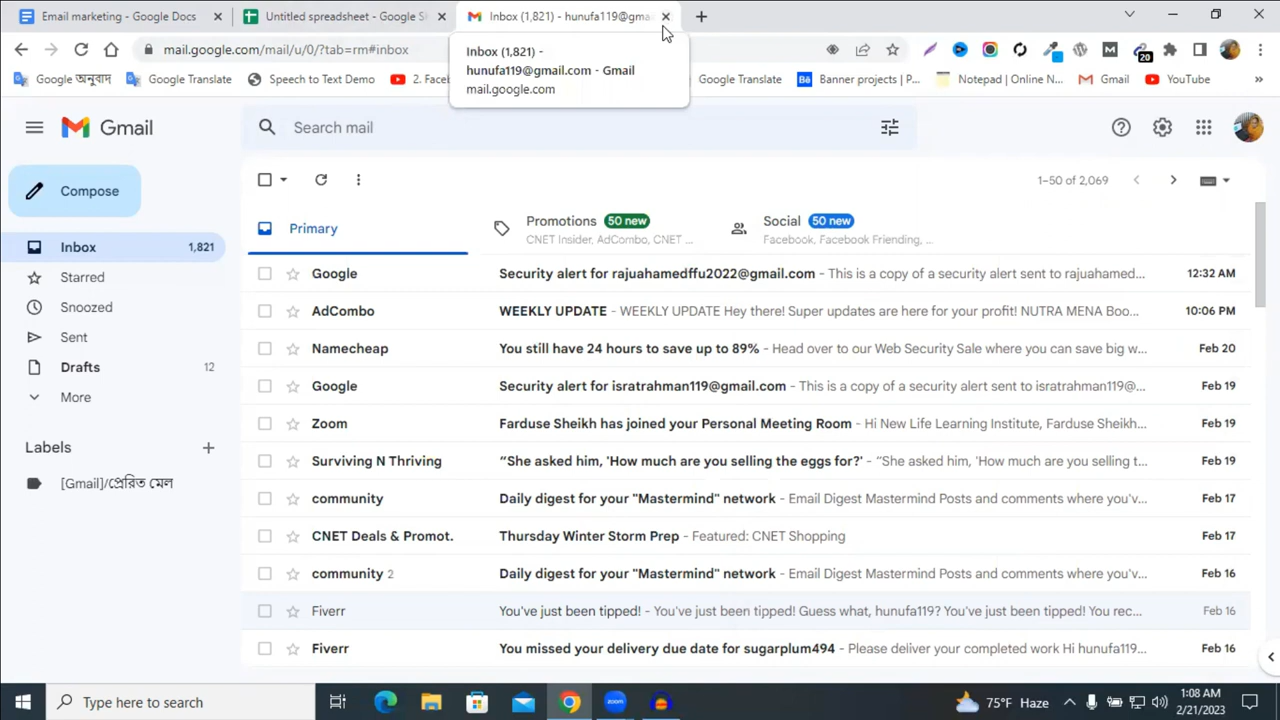 Email marketing - Google Docs
Untitled spreadsheet - Google S
Inbox (1,821) - hunufa119@gma
mail.google.com/mail/u/0/?tab=rm#inbox
20
Inbox (1,821) -
hunufa119@gmail.com - Gmail
mail.google.com
Google অনুবাদ
Google Translate
Speech to Text Demo
2. Faceb
Google Translate
Bē
Banner projects | P...
Notepad | Online N...
Gmail
YouTube
Gmail
Search mail
Compose
1–50 of 2,069
Inbox 1,821
Starred
Snoozed
Sent
Drafts 12
More
Labels
[Gmail]/প্রেরিত মেল
Primary
Promotions 50 new
CNET Insider, AdCombo, CNET ...
Social 50 new
Facebook, Facebook Friending, ...
Google Security alert for rajuahamedffu2022@gmail.com - This is a copy of a security alert sent to rajuahamed... 12:32 AM
AdCombo WEEKLY UPDATE - WEEKLY UPDATE Hey there! Super updates are here for your profit! NUTRA MENA Boo... 10:06 PM
Namecheap You still have 24 hours to save up to 89% - Head over to our Web Security Sale where you can save big w... Feb 20
Google Security alert for isratrahman119@gmail.com - This is a copy of a security alert sent to isratrahman119@... Feb 19
Zoom Farduse Sheikh has joined your Personal Meeting Room - Hi New Life Learning Institute, Farduse Sheikh... Feb 19
Surviving N Thriving “She asked him, 'How much are you selling the eggs for?' - “She asked him, 'How much are you selling t... Feb 19
community Daily digest for your "Mastermind" network - Email Digest Mastermind Posts and comments where you'v... Feb 17
CNET Deals & Promot. Thursday Winter Storm Prep - Featured: CNET Shopping Feb 17
community 2 Daily digest for your "Mastermind" network - Email Digest Mastermind Posts and comments where you'v... Feb 16
Fiverr You've just been tipped! - You've just been tipped! Guess what, hunufa119? You've just been tipped! You rec... Feb 16
Fiverr You missed your delivery due date for sugarplum494 - Please deliver your completed work Hi hunufa119... Feb 16
Type here to search
zoom
75°F Haze
1:08 AM
2/21/2023